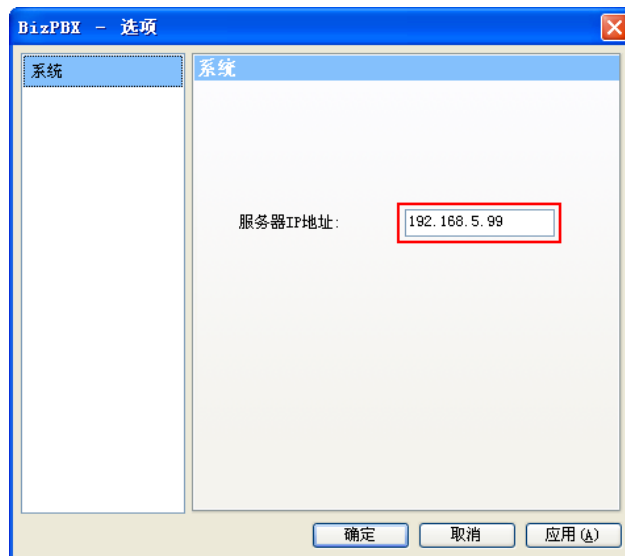 BizPBX - 选项
系统
系统
服务器IP地址:
192.168.5.99
确定
取消
应用(A)